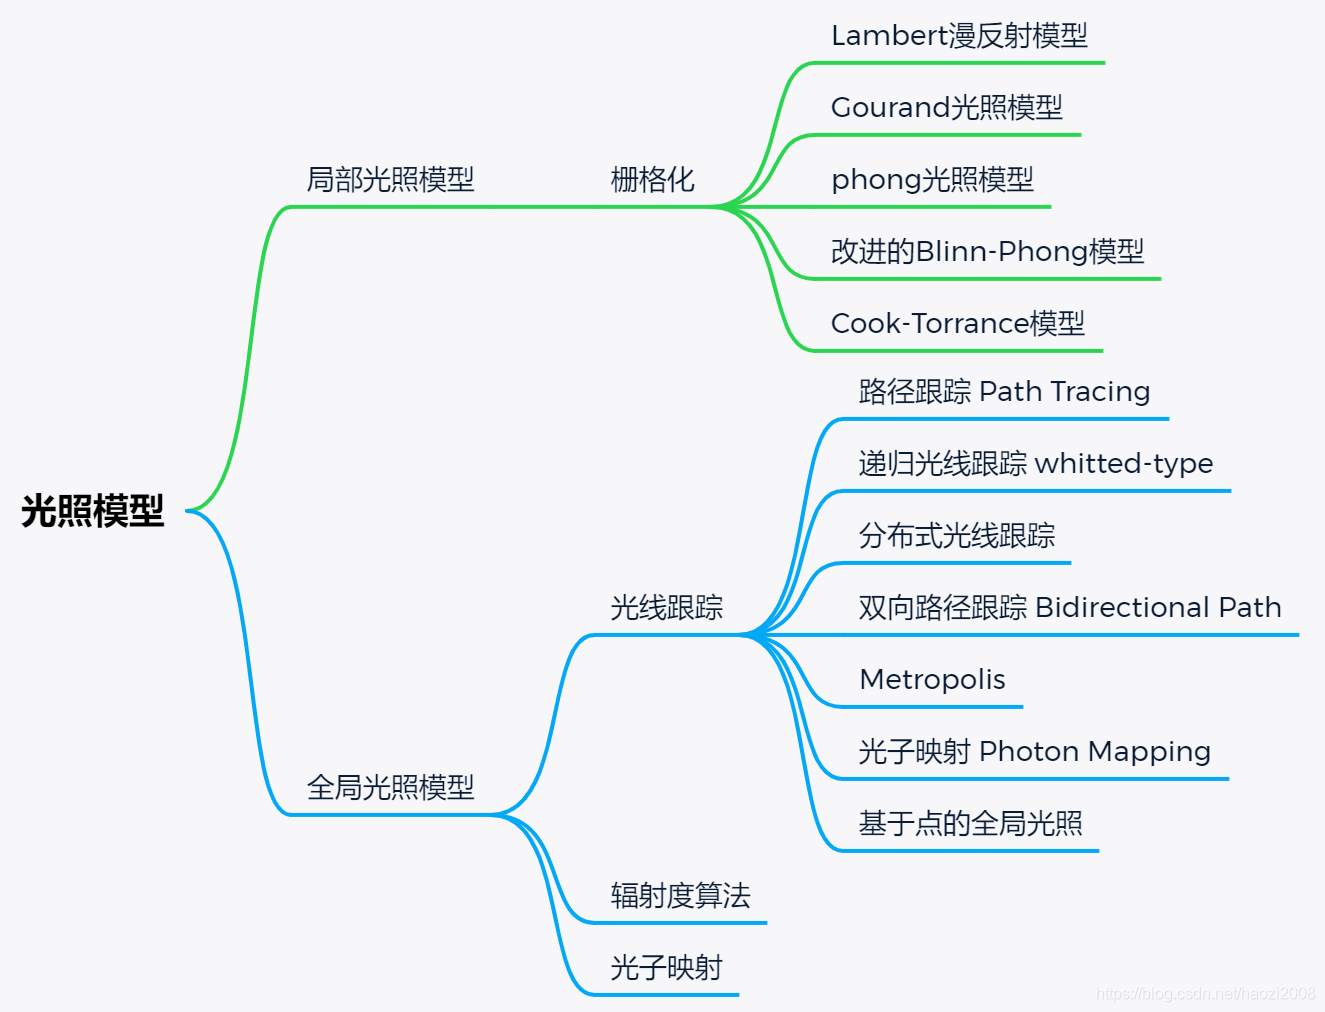 光照模型
局部光照模型
栅格化
Lambert漫反射模型
Gourand光照模型
phong光照模型
改进的Blinn-Phong模型
Cook-Torrance模型
全局光照模型
光线跟踪
路径跟踪 Path Tracing
递归光线跟踪 whitted-type
分布式光线跟踪
双向路径跟踪 Bidirectional Path
Metropolis
光子映射 Photon Mapping
基于点的全局光照
辐射度算法
光子映射
https://blog.csdn.net/haozi2008